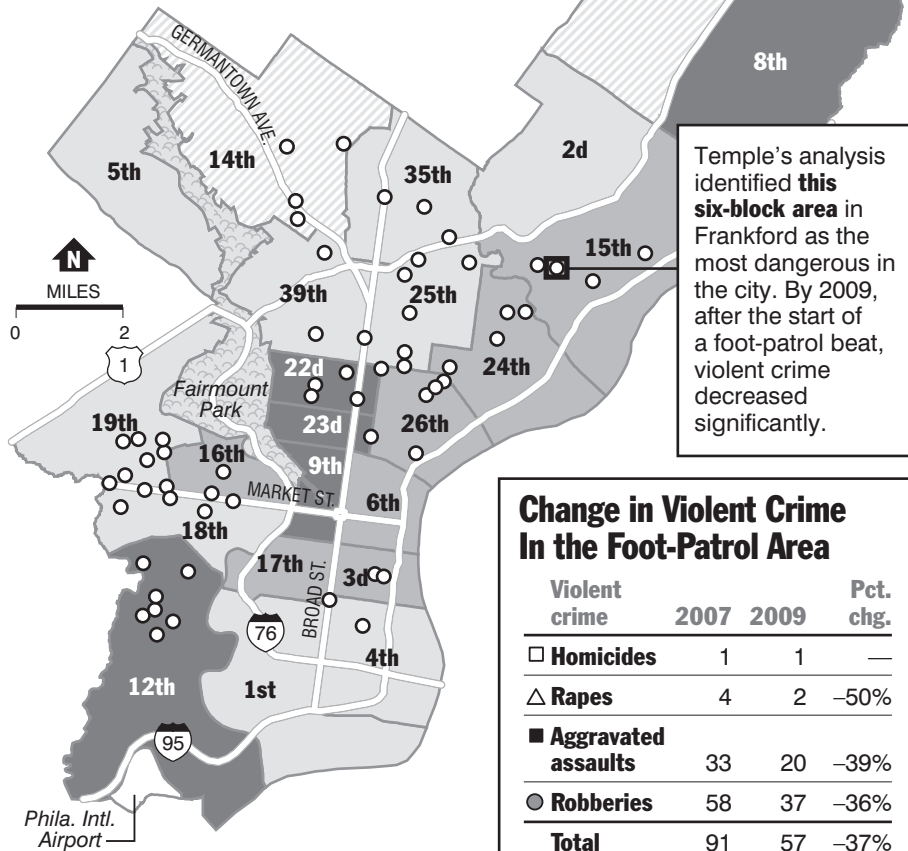 GERMANTOWN AVE.
8th
5th
14th
2d
35th
Temple's analysis
identified this
six-block area in
Frankford as the
most dangerous in
the city. By 2009,
after the start of
a foot-patrol beat,
violent crime
decreased
significantly.
15th
N
MILES
0 2
39th
25th
1
22d
24th
Fairmount
Park
19th
23d
26th
16th
9th
MARKET ST.
6th
18th
17th
3d
BROAD ST.
76
4th
12th
1st
95
Phila. Intl.
Airport
Change in Violent Crime
In the Foot-Patrol Area
Violent
crime 2007 2009 Pct.
chg.
Homicides 1 1 —
Rapes 4 2 –50%
Aggravated
assaults 33 20 –39%
Robberies 58 37 –36%
Total 91 57 –37%